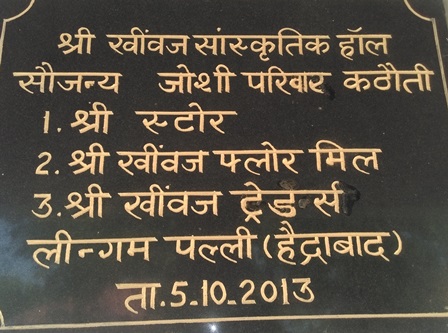 श्री खींवज सांस्कृतिक हॉल
सौजन्य जोशी परिवार कठौती
1. श्री स्टोर
2. श्री खींवज फ्लोर मिल
3. श्री खींवज ट्रेडर्न्स
लीन्गम पल्ली (हैद्राबाद)
ता. 5.10.2013